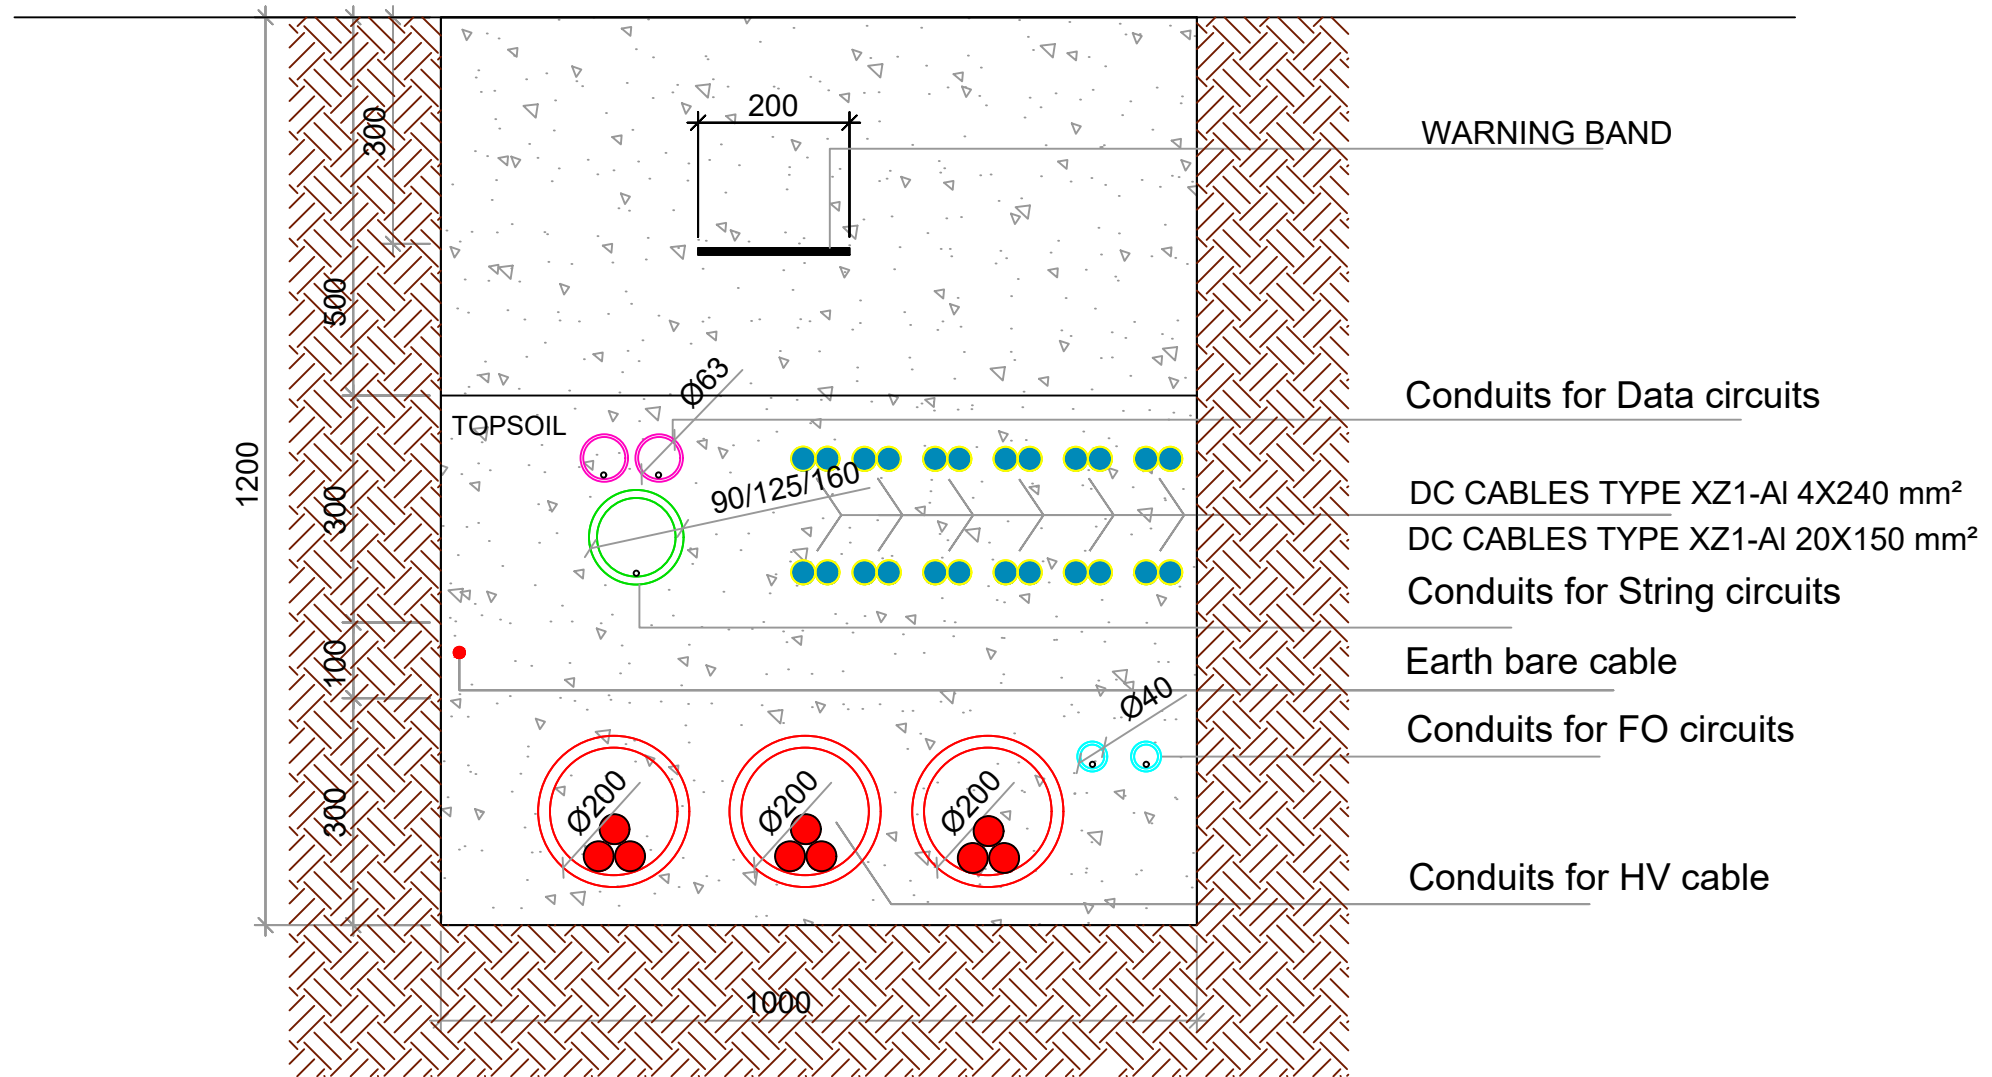 200
300
WARNING BAND
500
Ø63
Conduits for Data circuits
TOPSOIL
1200
90/125/160
300
DC CABLES TYPE XZ1-Al 4X240 mm²
DC CABLES TYPE XZ1-Al 20X150 mm²
Conduits for String circuits
100
Earth bare cable
Ø40
Conduits for FO circuits
300
Ø200
Ø200
Ø200
Conduits for HV cable
1000